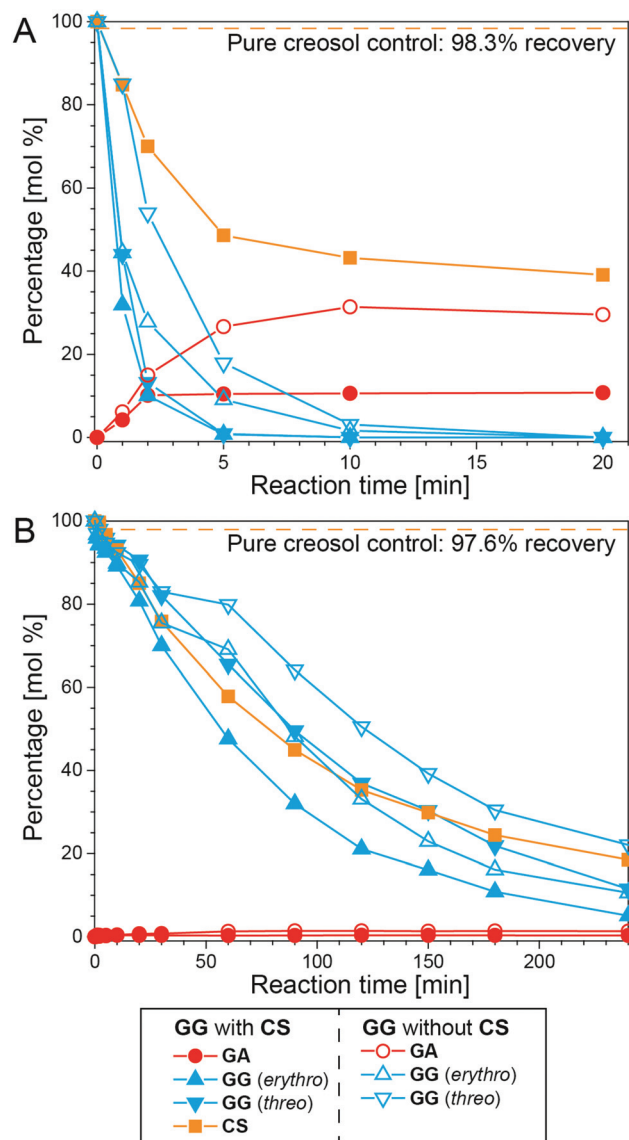 A
Pure creosol control: 98.3% recovery
Percentage [mol %]
100
80
60
40
20
0
0 5 10 15 20
Reaction time [min]
B
Pure creosol control: 97.6% recovery
Percentage [mol %]
100
80
60
40
20
0
0 50 100 150 200
Reaction time [min]
GG with CS
GA
GG (erythro)
GG (threo)
CS
GG without CS
GA
GG (erythro)
GG (threo)